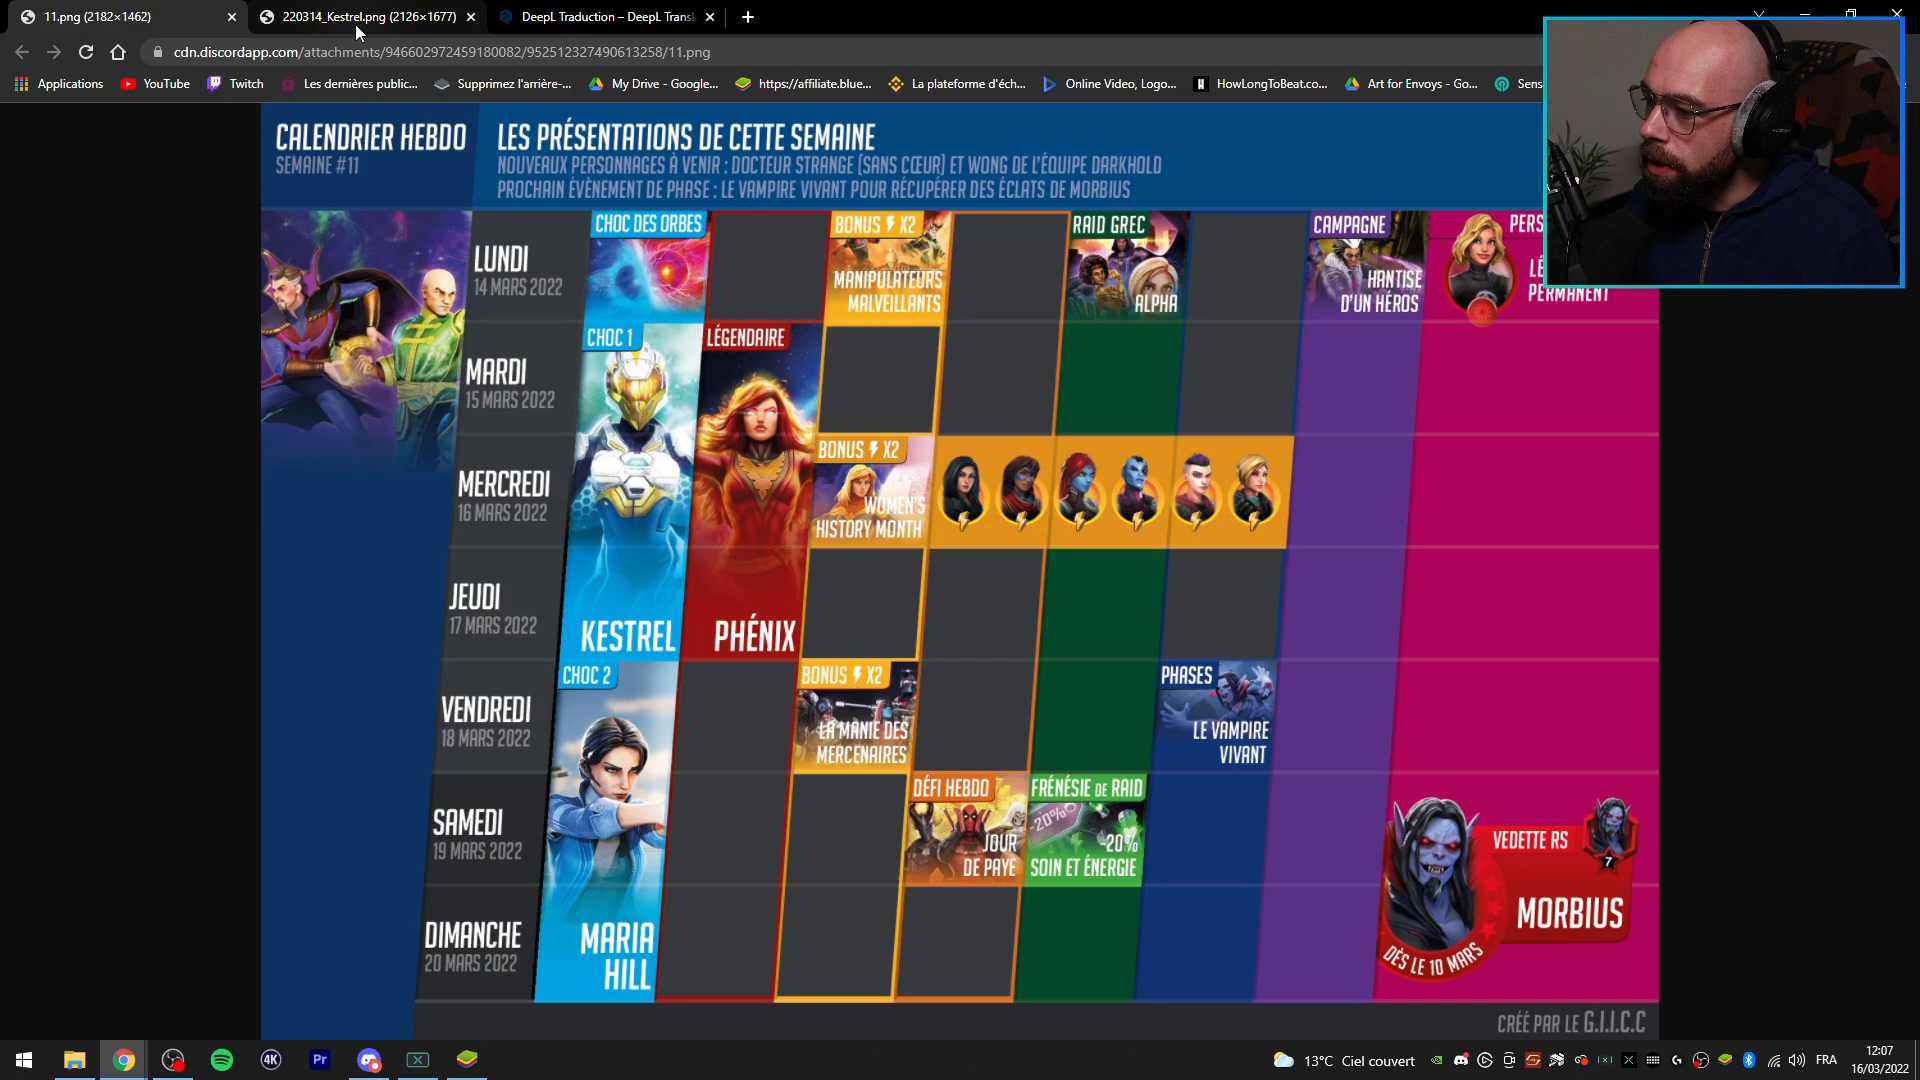 11.png (2182×1462)
220314_Kestrel.png (2126×1677)
DeepL Traduction – DeepL Transl
cdn.discordapp.com/attachments/946602972459180082/952512327490613258/11.png
Applications
YouTube
Twitch
Les dernières public...
Supprimez l'arrière-...
My Drive - Google...
https://affiliate.blue...
La plateforme d'éch...
Online Video, Logo...
HowLongToBeat.co...
Art for Envoys - Go...
Sens
CALENDRIER HEBDO
SEMAINE #11
LES PRÉSENTATIONS DE CETTE SEMAINE
NOUVEAUX PERSONNAGES À VENIR : DOCTEUR STRANGE (SANS CŒUR) ET WONG DE L'ÉQUIPE DARKHOLD
PROCHAIN ÉVÈNEMENT DE PHASE : LE VAMPIRE VIVANT POUR RÉCUPÉRER DES ÉCLATS DE MORBIUS
LUNDI
14 MARS 2022
CHOC DES ORBES
BONUS X2
MANIPULATEURS
MALVEILLANTS
RAID GREC
ALPHA
CAMPAGNE
HANTISE
D'UN HÉROS
PERS
LÉ
PERMANENT
MARDI
15 MARS 2022
CHOC 1
LÉGENDAIRE
MERCREDI
16 MARS 2022
BONUS X2
WOMEN'S
HISTORY MONTH
JEUDI
17 MARS 2022
KESTREL
PHÉNIX
VENDREDI
18 MARS 2022
CHOC 2
BONUS X2
LA MANIE DES
MERCENAIRES
PHASES
LE VAMPIRE
VIVANT
SAMEDI
19 MARS 2022
DÉFI HEBDO
JOUR
DE PAYE
FRÉNÉSIE DE RAID
-20%
-20%
SOIN ET ÉNERGIE
VEDETTE RS
7
MORBIUS
DÈS LE 10 MARS
DIMANCHE
20 MARS 2022
MARIA
HILL
CRÉÉ PAR LE G.I.I.C.C
4K
Pr
13°C Ciel couvert
FRA
12:07
16/03/2022